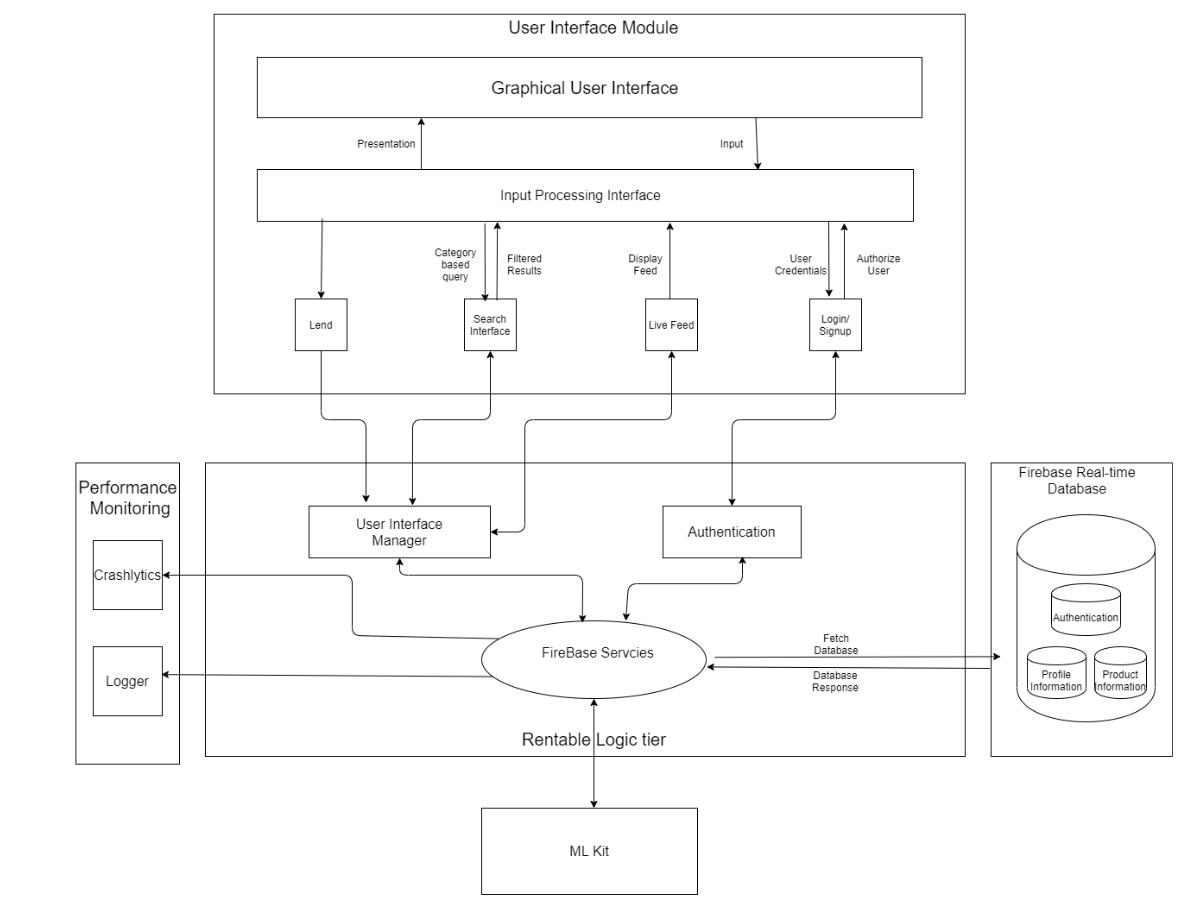 User Interface Module
Graphical User Interface
Presentation
Input
Input Processing Interface
Category
based
query
Filtered
Results
Display
Feed
User
Credentials
Authorize
User
Lend
Search
Interface
Live Feed
Login/
Signup
Performance
Monitoring
Crashlytics
Logger
User Interface
Manager
Authentication
FireBase Servcies
Fetch
Database
Database
Response
Rentable Logic tier
Firebase Real-time
Database
Authentication
Profile
Information
Product
Information
ML Kit